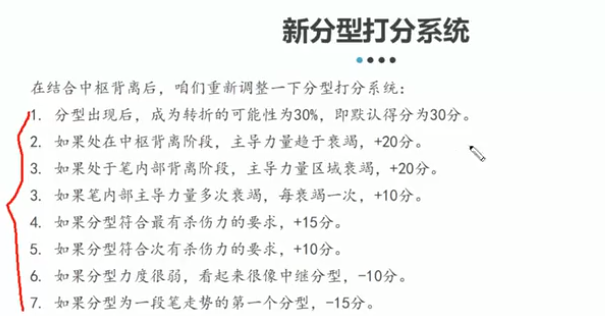 新分型打分系统
在结合中枢背离后，咱们重新调整一下分型打分系统：
1. 分型出现后，成为转折的可能性为30%，即默认得分为30分。
2. 如果处在中枢背离阶段，主导力量趋于衰竭，+20分。
3. 如果处于笔内部背离阶段，主导力量区域衰竭，+20分。
3. 如果笔内部主导力量多次衰竭，每衰竭一次，+10分。
4. 如果分型符合最有杀伤力的要求，+15分。
5. 如果分型符合次有杀伤力的要求，+10分。
6. 如果分型力度很弱，看起来很像中继分型，-10分。
7. 如果分型为一段笔走势的第一个分型，-15分。